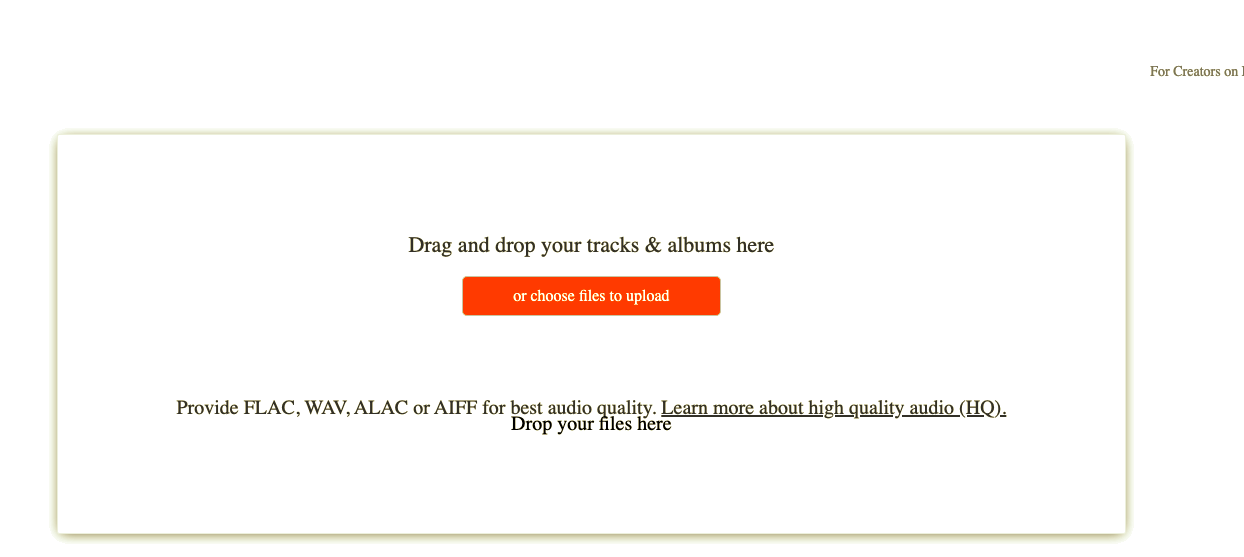 For Creators on
Drag and drop your tracks & albums here
or choose files to upload
Provide FLAC, WAV, ALAC or AIFF for best audio quality. Learn more about high quality audio (HQ).
Drop your files here